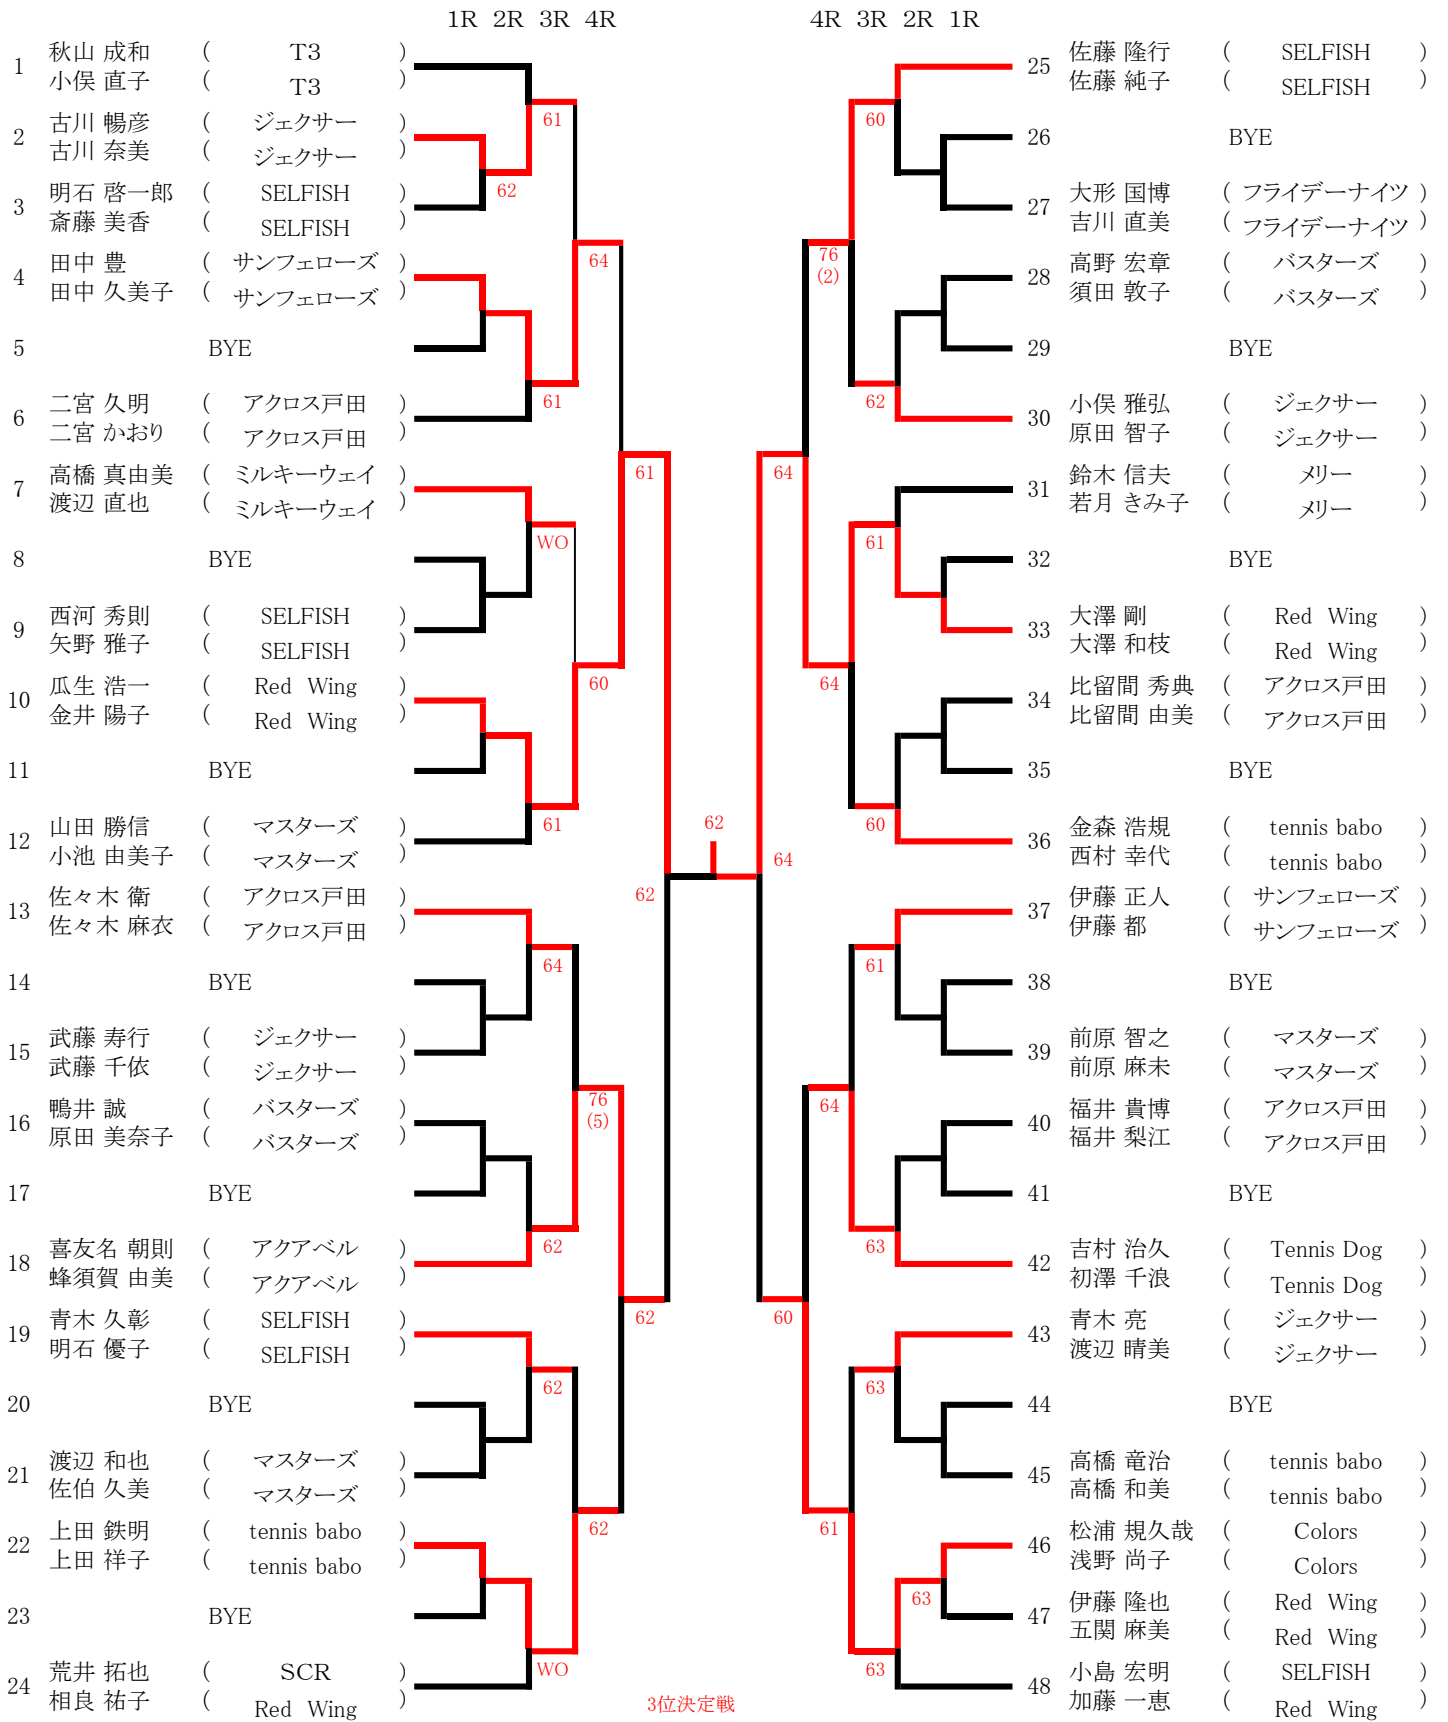 1R 2R 3R 4R
4R 3R 2R 1R
1 秋山 成和 ( T3 )
小俣 直子 ( T3 )
2 古川 暢彦 ( ジェクサー )
古川 奈美 ( ジェクサー )
3 明石 啓一郎 ( SELFISH )
斎藤 美香 ( SELFISH )
4 田中 豊 ( サンフェローズ )
田中 久美子 ( サンフェローズ )
5 BYE
6 二宮 久明 ( アクロス戸田 )
二宮 かおり ( アクロス戸田 )
7 高橋 真由美 ( ミルキーウェイ )
渡辺 直也 ( ミルキーウェイ )
8 BYE
9 西河 秀則 ( SELFISH )
矢野 雅子 ( SELFISH )
10 瓜生 浩一 ( Red Wing )
金井 陽子 ( Red Wing )
11 BYE
12 山田 勝信 ( マスターズ )
小池 由美子 ( マスターズ )
13 佐々木 衛 ( アクロス戸田 )
佐々木 麻衣 ( アクロス戸田 )
14 BYE
15 武藤 寿行 ( ジェクサー )
武藤 千依 ( ジェクサー )
16 鴨井 誠 ( バスターズ )
原田 美奈子 ( バスターズ )
17 BYE
18 喜友名 朝則 ( アクアベル )
蜂須賀 由美 ( アクアベル )
19 青木 久彰 ( SELFISH )
明石 優子 ( SELFISH )
20 BYE
21 渡辺 和也 ( マスターズ )
佐伯 久美 ( マスターズ )
22 上田 鉄明 ( tennis babo )
上田 祥子 ( tennis babo )
23 BYE
24 荒井 拓也 ( SCR )
相良 祐子 ( Red Wing )
61
62
64
61
61
WO
60
61
62
64
76
(5)
62
62
62
62
WO
62
3位決定戦
60
76
(2)
62
64
61
64
60
64
61
64
63
60
63
61
63
63
25 佐藤 隆行 ( SELFISH )
佐藤 純子 ( SELFISH )
26 BYE
27 大形 国博 ( フライデーナイツ )
吉川 直美 ( フライデーナイツ )
28 高野 宏章 ( バスターズ )
須田 敦子 ( バスターズ )
29 BYE
30 小俣 雅弘 ( ジェクサー )
原田 智子 ( ジェクサー )
31 鈴木 信夫 ( メリー )
若月 きみ子 ( メリー )
32 BYE
33 大澤 剛 ( Red Wing )
大澤 和枝 ( Red Wing )
34 比留間 秀典 ( アクロス戸田 )
比留間 由美 ( アクロス戸田 )
35 BYE
36 金森 浩規 ( tennis babo )
西村 幸代 ( tennis babo )
37 伊藤 正人 ( サンフェローズ )
伊藤 都 ( サンフェローズ )
38 BYE
39 前原 智之 ( マスターズ )
前原 麻未 ( マスターズ )
40 福井 貴博 ( アクロス戸田 )
福井 梨江 ( アクロス戸田 )
41 BYE
42 吉村 治久 ( Tennis Dog )
初澤 千浪 ( Tennis Dog )
43 青木 亮 ( ジェクサー )
渡辺 晴美 ( ジェクサー )
44 BYE
45 高橋 竜治 ( tennis babo )
高橋 和美 ( tennis babo )
46 松浦 規久哉 ( Colors )
浅野 尚子 ( Colors )
47 伊藤 隆也 ( Red Wing )
五関 麻美 ( Red Wing )
48 小島 宏明 ( SELFISH )
加藤 一恵 ( Red Wing )